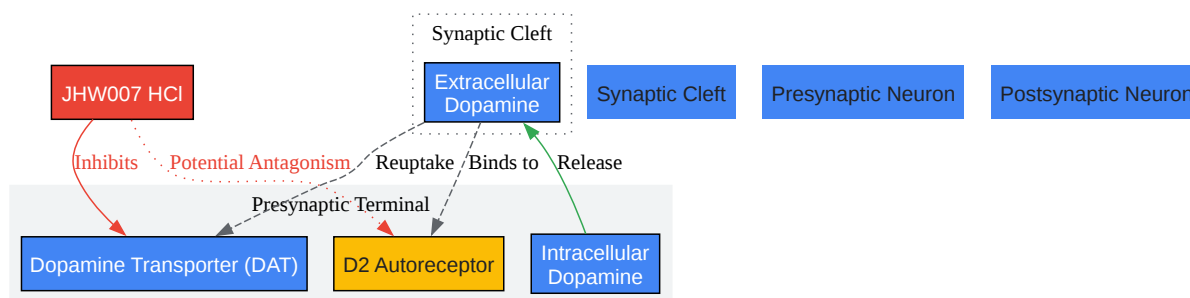 Synaptic Cleft
JHW007 HCl
Extracellular
Dopamine
Synaptic Cleft
Presynaptic Neuron
Postsynaptic Neuron
Inhibits
Potential Antagonism
Reuptake
Binds to
Release
Presynaptic Terminal
Dopamine Transporter (DAT)
D2 Autoreceptor
Intracellular
Dopamine